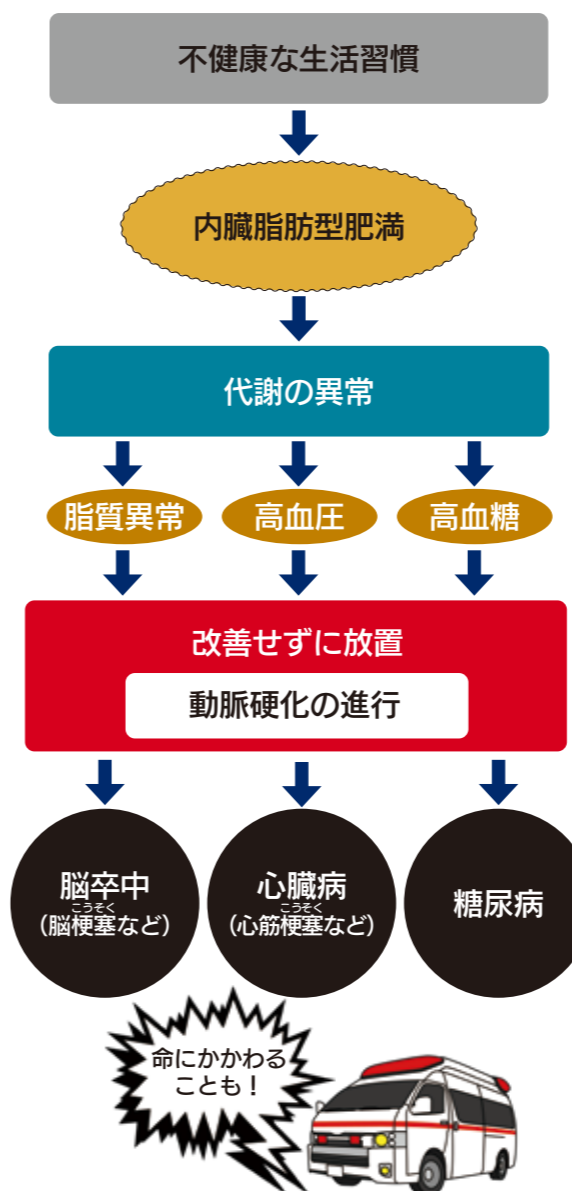 不健康な生活習慣
内臓脂肪型肥満
代謝の異常
脂質異常 高血圧 高血糖
改善せずに放置
動脈硬化の進行
脳卒中
こうそく
（脳梗塞など）
心臓病
こうそく
（心筋梗塞など）
糖尿病
命にかかわる
ことも！